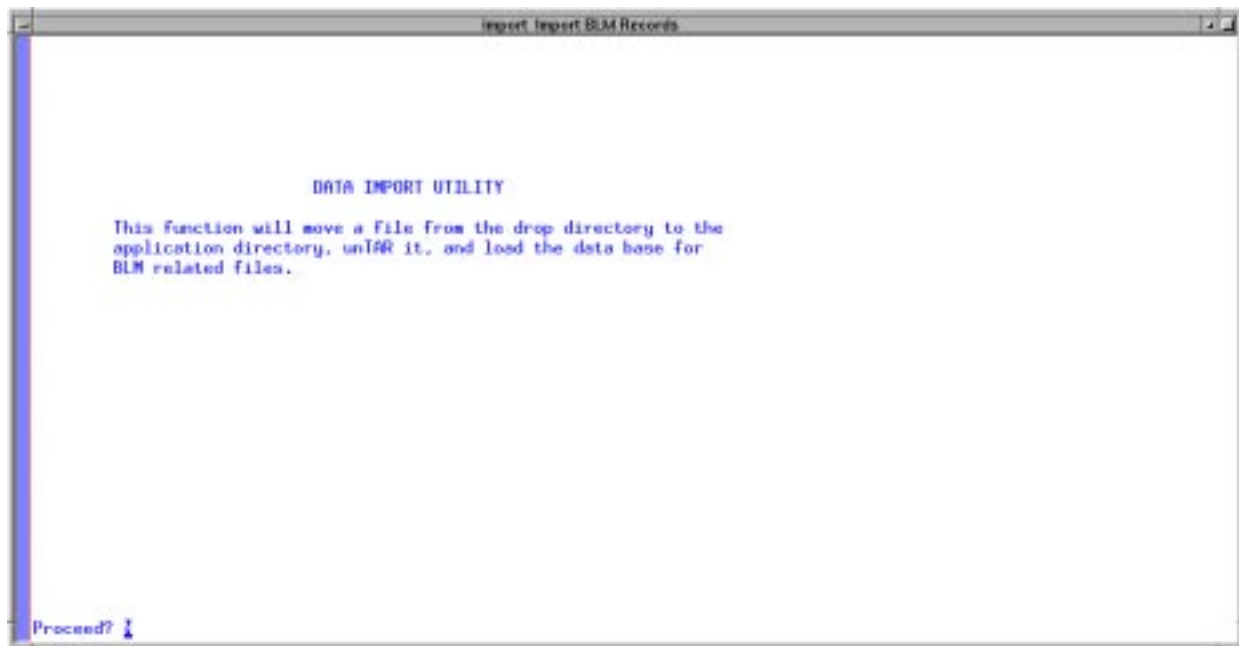 import Import BLM Records
DATA IMPORT UTILITY
This function will move a file from the drop directory to the
application directory, unTAR it, and load the data base for
BLM related files.
Proceed?